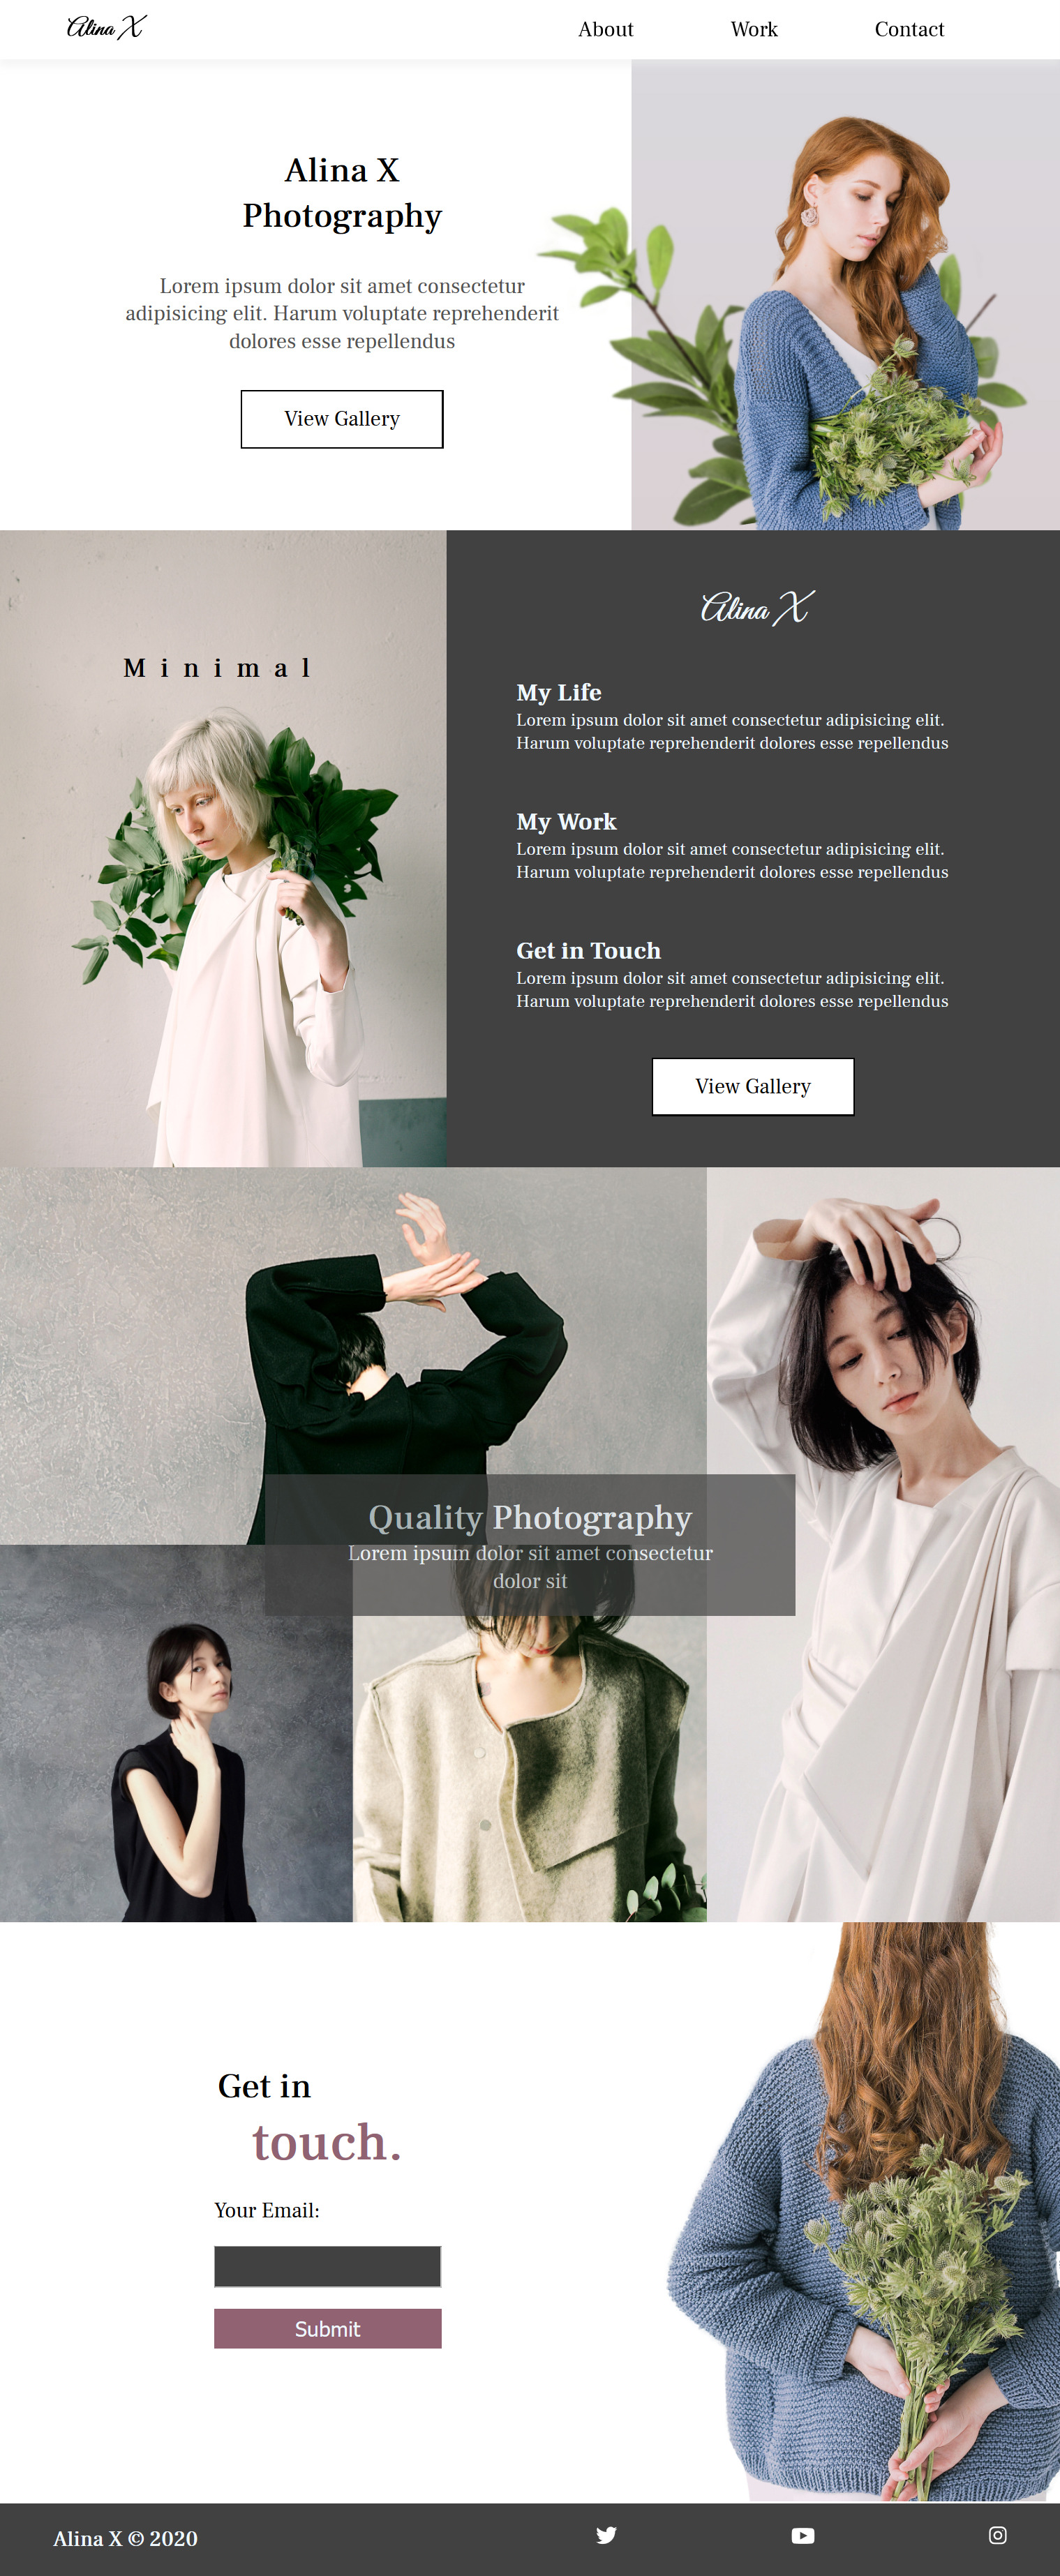 Alina X
About
Work
Contact
Alina X
Photography
Lorem ipsum dolor sit amet consectetur
adipisicing elit. Harum voluptate reprehenderit
dolores esse repellendus
View Gallery
Minimal
Alina X
My Life
Lorem ipsum dolor sit amet consectetur adipisicing elit.
Harum voluptate reprehenderit dolores esse repellendus
My Work
Lorem ipsum dolor sit amet consectetur adipisicing elit.
Harum voluptate reprehenderit dolores esse repellendus
Get in Touch
Lorem ipsum dolor sit amet consectetur adipisicing elit.
Harum voluptate reprehenderit dolores esse repellendus
View Gallery
Quality Photography
Lorem ipsum dolor sit amet consectetur
dolor sit
Get in
touch.
Your Email:
Submit
Alina X © 2020